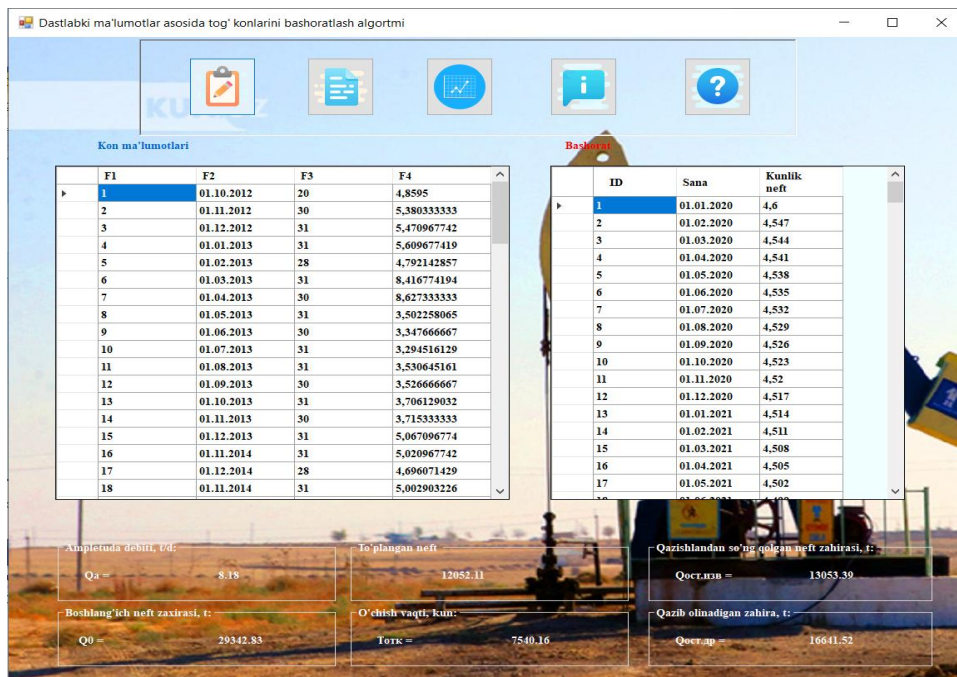 Dastlabki ma'lumotlar asosida tog' konlarini bashoratlash algortmi
KUN.UZ
Kon ma'lumotlari
Bashorat
F1 F2 F3 F4
1 01.10.2012 20 4,8595
2 01.11.2012 30 5,380333333
3 01.12.2012 31 5,470967742
4 01.01.2013 31 5,609677419
5 01.02.2013 28 4,792142857
6 01.03.2013 31 8,416774194
7 01.04.2013 30 8,627333333
8 01.05.2013 31 3,502258065
9 01.06.2013 30 3,347666667
10 01.07.2013 31 3,294516129
11 01.08.2013 31 3,530645161
12 01.09.2013 30 3,526666667
13 01.10.2013 31 3,706129032
14 01.11.2013 30 3,715333333
15 01.12.2013 31 5,067096774
16 01.11.2014 31 5,020967742
17 01.12.2014 28 4,696071429
18 01.11.2014 31 5,002903226
ID Sana Kunlik
neft
1 01.01.2020 4,6
2 01.02.2020 4,547
3 01.03.2020 4,544
4 01.04.2020 4,541
5 01.05.2020 4,538
6 01.06.2020 4,535
7 01.07.2020 4,532
8 01.08.2020 4,529
9 01.09.2020 4,526
10 01.10.2020 4,523
11 01.11.2020 4,52
12 01.12.2020 4,517
13 01.01.2021 4,514
14 01.02.2021 4,511
15 01.03.2021 4,508
16 01.04.2021 4,505
17 01.05.2021 4,502
Ampletuda debiti, t/d:
Qa = 8.18
To'plangan neft
12052.11
Qazishlandan so'ng qolgan neft zahirasi, t:
Qост.изв = 13053.39
Boshlang'ich neft zaxirasi, t:
Q0 = 29342.83
O'chish vaqti, kun:
Тотк = 7540.16
Qazib olinadigan zahira, t:
Qост.др = 16641.52